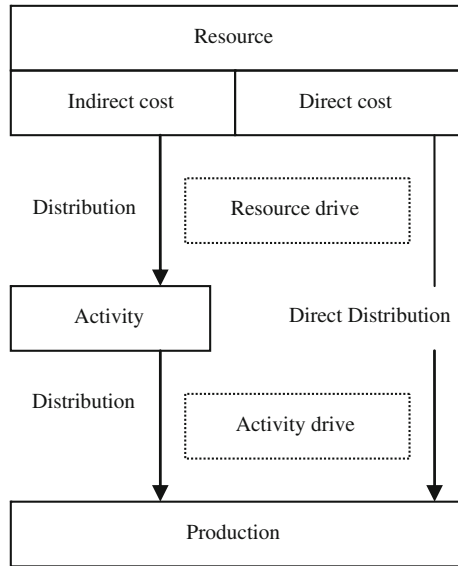 Resource
Indirect cost
Direct cost
Distribution
Resource drive
Activity
Direct Distribution
Distribution
Activity drive
Production